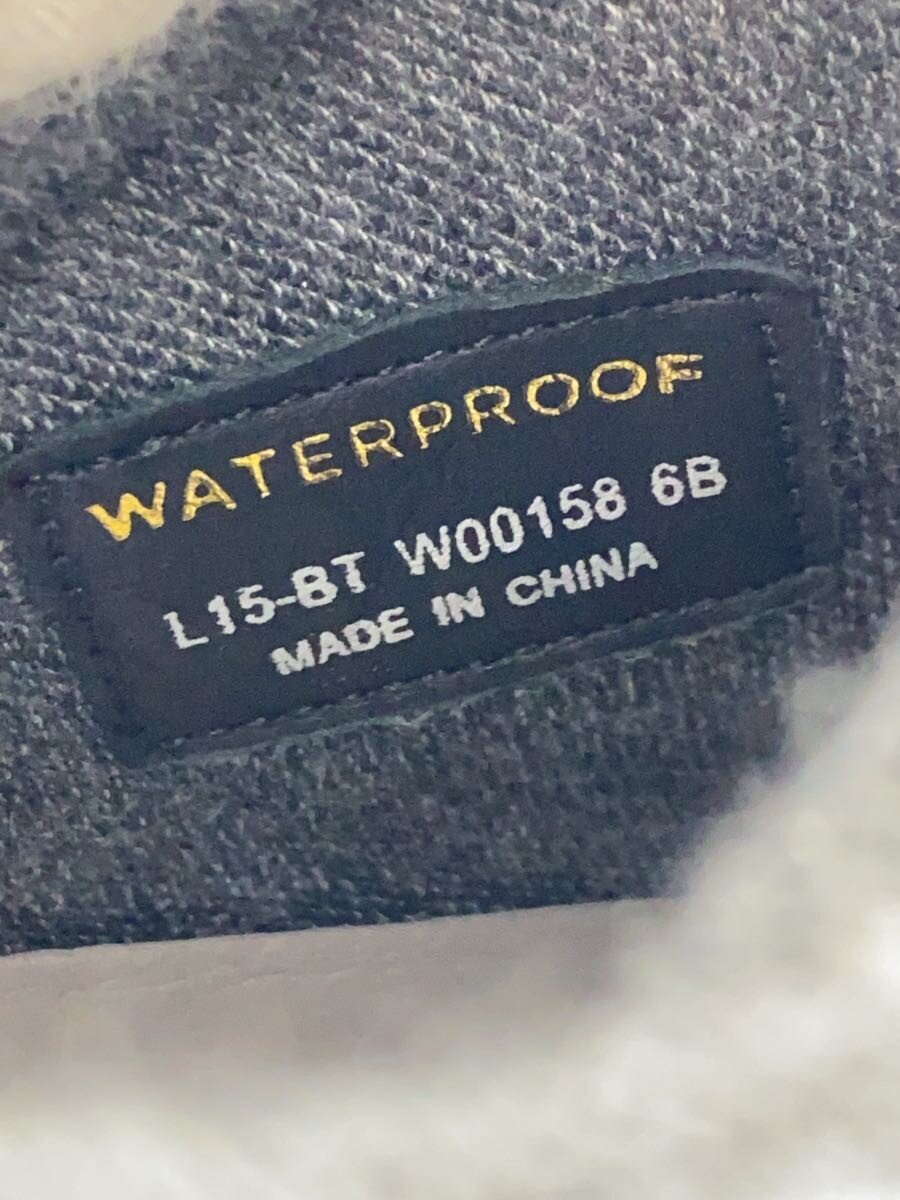 WATERPROOF
L15-BT W00158 6B
MADE IN CHINA